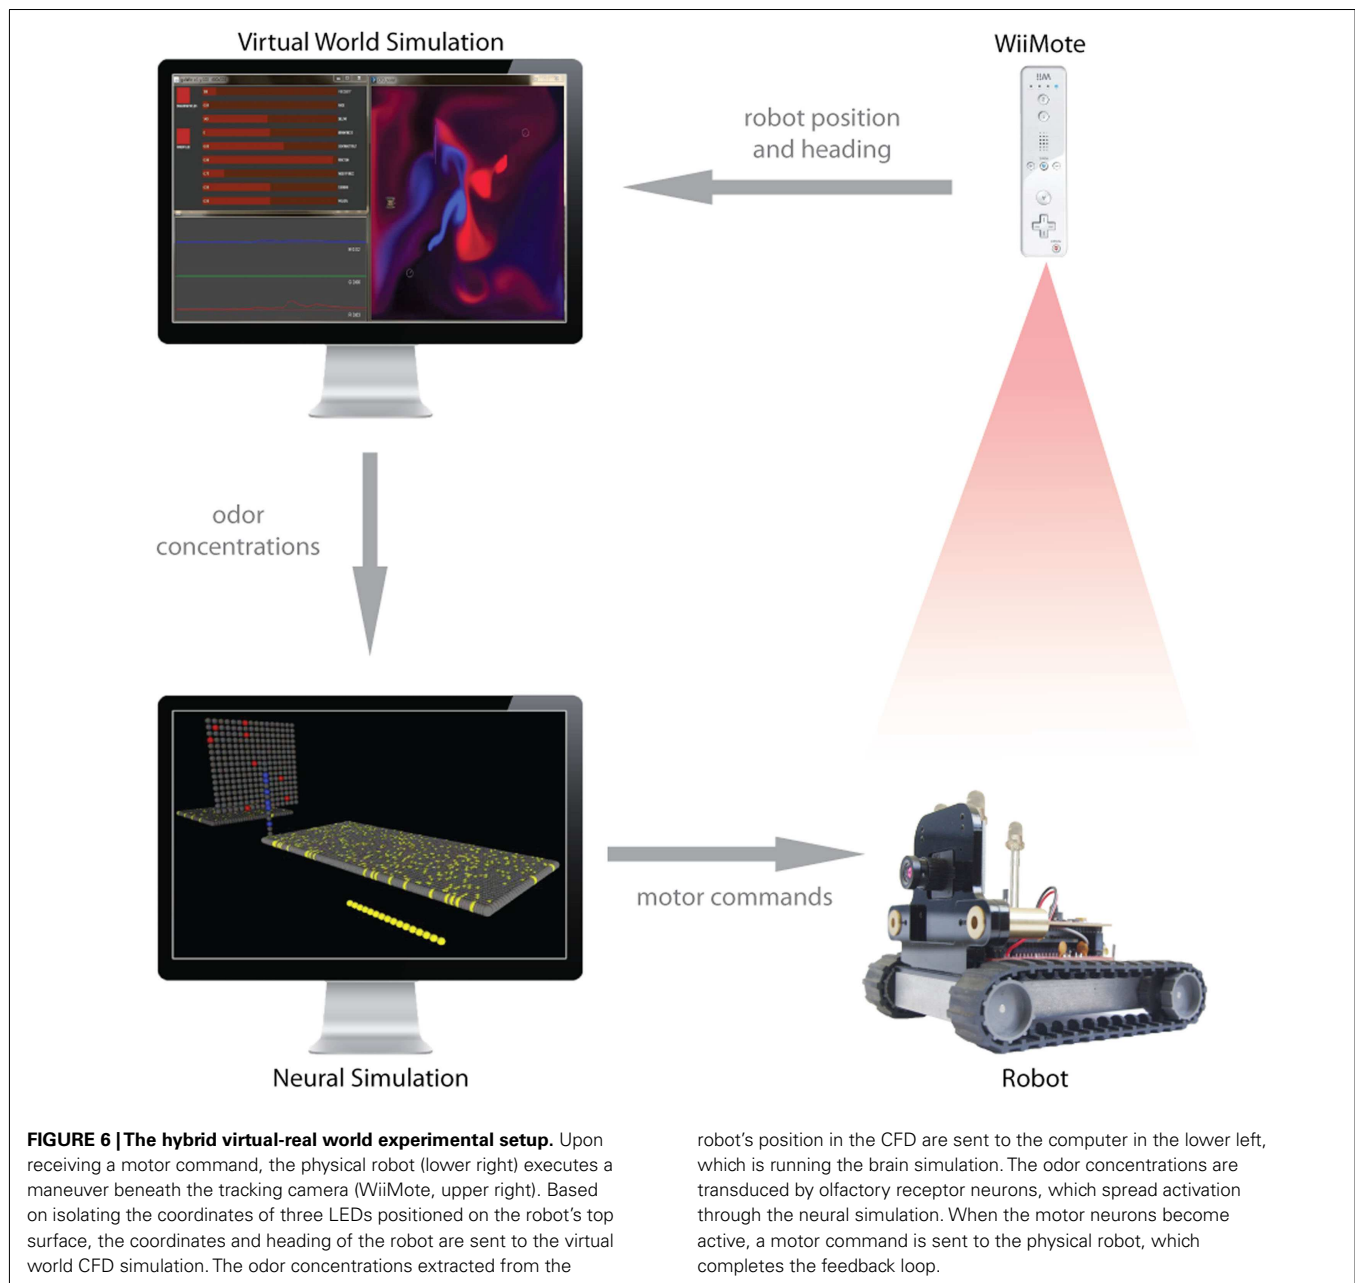 Virtual World Simulation
WiiMote
robot position
and heading
odor
concentrations
motor commands
Neural Simulation
Robot
FIGURE 6 | The hybrid virtual-real world experimental setup. Upon
receiving a motor command, the physical robot (lower right) executes a
maneuver beneath the tracking camera (WiiMote, upper right). Based
on isolating the coordinates of three LEDs positioned on the robot's top
surface, the coordinates and heading of the robot are sent to the virtual
world CFD simulation. The odor concentrations extracted from the
robot's position in the CFD are sent to the computer in the lower left,
which is running the brain simulation. The odor concentrations are
transduced by olfactory receptor neurons, which spread activation
through the neural simulation. When the motor neurons become
active, a motor command is sent to the physical robot, which
completes the feedback loop.